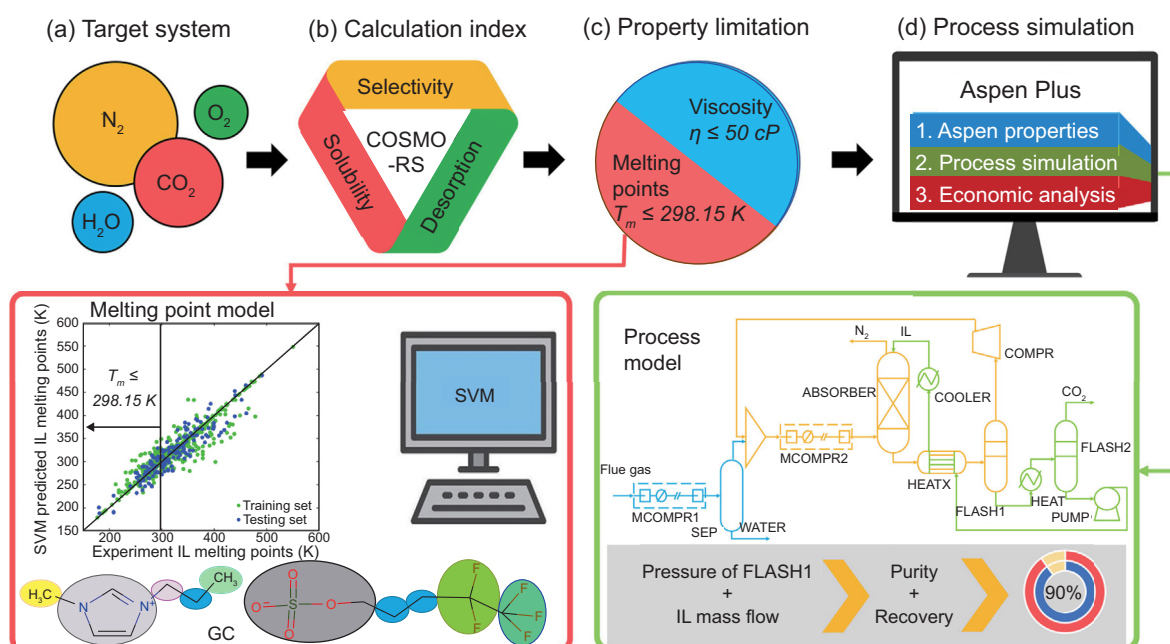 (a) Target system
N₂
O₂
CO₂
H₂O
(b) Calculation index
Selectivity
Solubility
COSMO
-RS
Desorption
(c) Property limitation
Viscosity
η ≤ 50 cP
Melting
points
Tₘ ≤ 298.15 K
(d) Process simulation
Aspen Plus
1. Aspen properties
2. Process simulation
3. Economic analysis
Melting point model
SVM predicted IL melting points (K)
600
550
500
450
400
350
300
250
200
150
Tₘ ≤
298.15 K
Training set
Testing set
200
300
400
500
600
Experiment IL melting points (K)
SVM
H₃C
N
N⁺
CH₃
GC
O
O⁻
S
O
O
F
F
F
F
F
Process
model
N₂
IL
COMPR
ABSORBER
COOLER
CO₂
MCOMPR2
FLASH2
Flue gas
HEATX
MCOMPR1
FLASH1
HEAT
PUMP
SEP
WATER
Pressure of FLASH1
+
IL mass flow
Purity
+
Recovery
90%